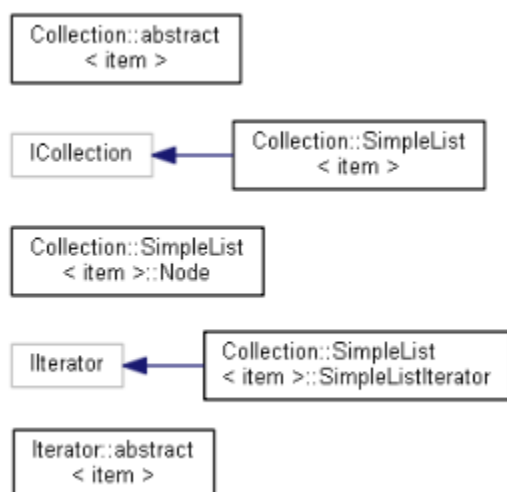 Collection::abstract
< item >
ICollection
Collection::SimpleList
< item >
Collection::SimpleList
< item >::Node
IIterator
Collection::SimpleList
< item >::SimpleListIterator
Iterator::abstract
< item >